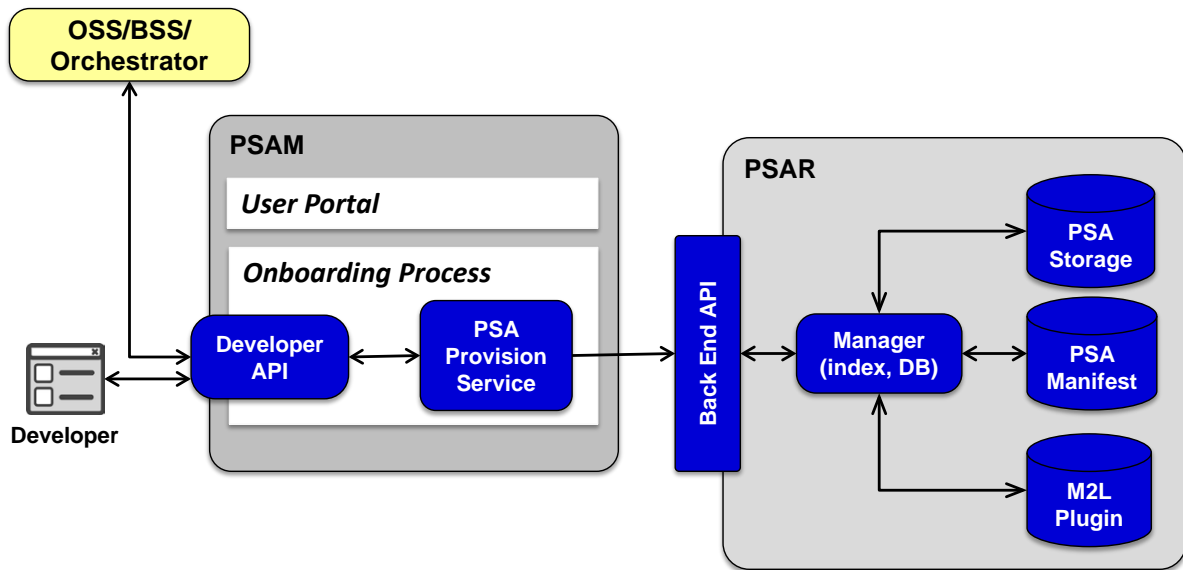 OSS/BSS/
Orchestrator
PSAM
User Portal
Onboarding Process
Developer
API
PSA
Provision
Service
Developer
PSAR
Back End API
Manager
(index, DB)
PSA
Storage
PSA
Manifest
M2L
Plugin